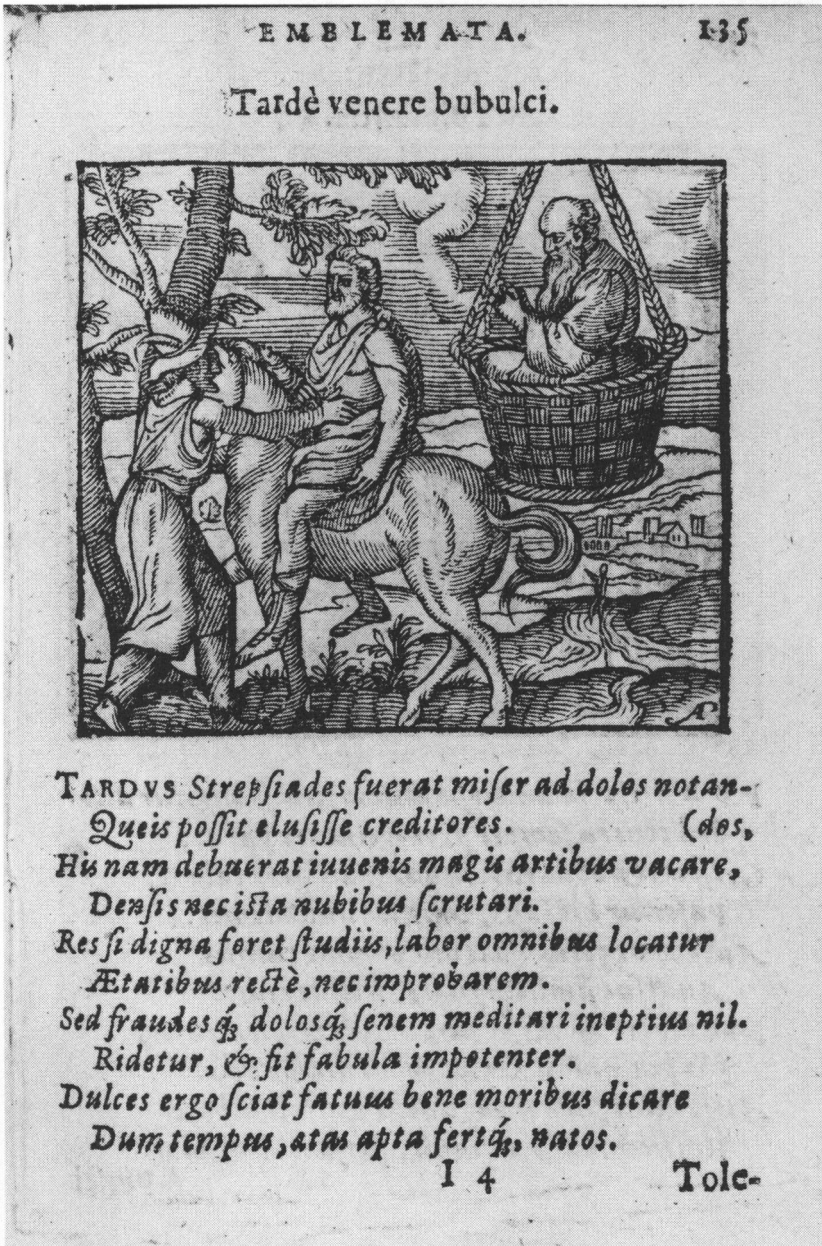 EMBLEMATA. 135
Tardè venere bubulci.
TARDVS Strepſiades fuerat miſer ad dolos notan-
Queis poſſit eluſiſſe creditores. (dos,
His nam debuerat iuuenis magis artibus vacare,
Denſis nec iſta nubibus ſcrutari.
Res ſi digna foret ſtudiis, labor omnibus locatur
Ætatibus rectè, nec improbarem.
Sed fraudesq́; dolosq́; ſenem meditari ineptius nil.
Ridetur, & fit fabula impotenter.
Dulces ergo ſciat fatuus bene moribus dicare
Dum tempus, ætas apta fertq́;, natos.
I 4 Tole-